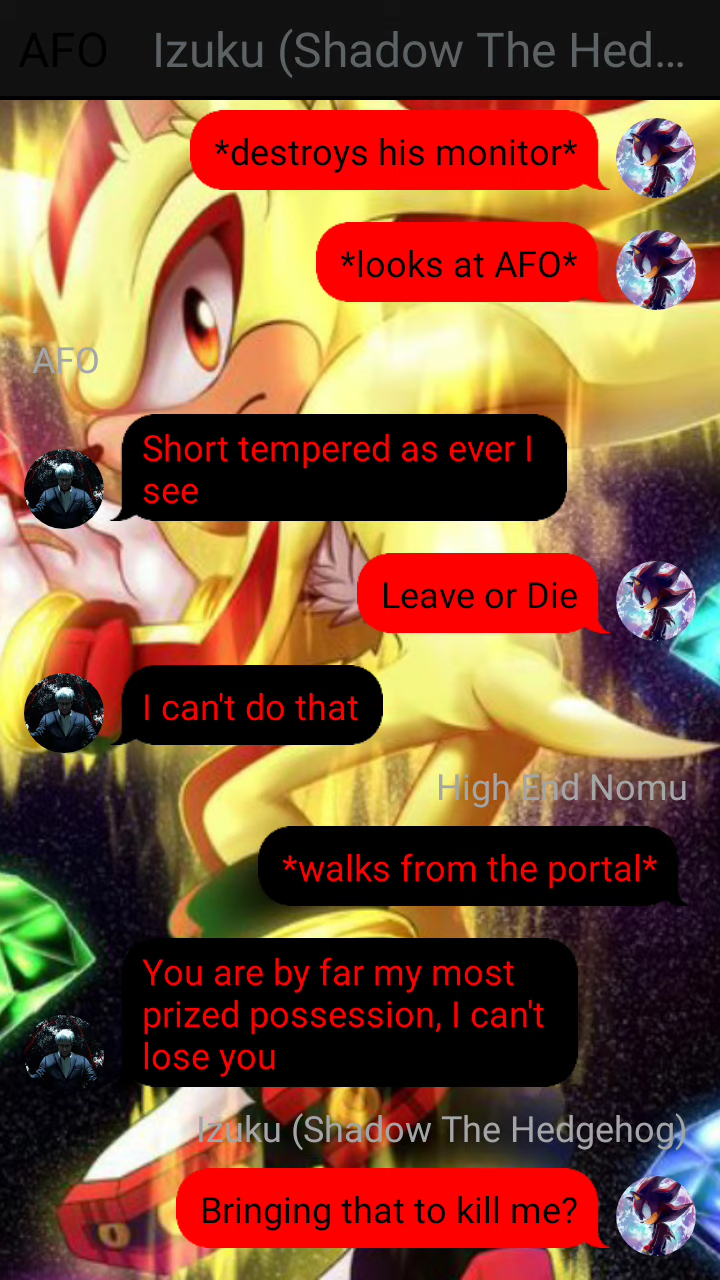 AFO Izuku (Shadow The Hed...
*destroys his monitor*
*looks at AFO*
AFO
Short tempered as ever I
see
Leave or Die
I can't do that
High End Nomu
*walks from the portal*
You are by far my most
prized possession, I can't
lose you
Izuku (Shadow The Hedgehog)
Bringing that to kill me?